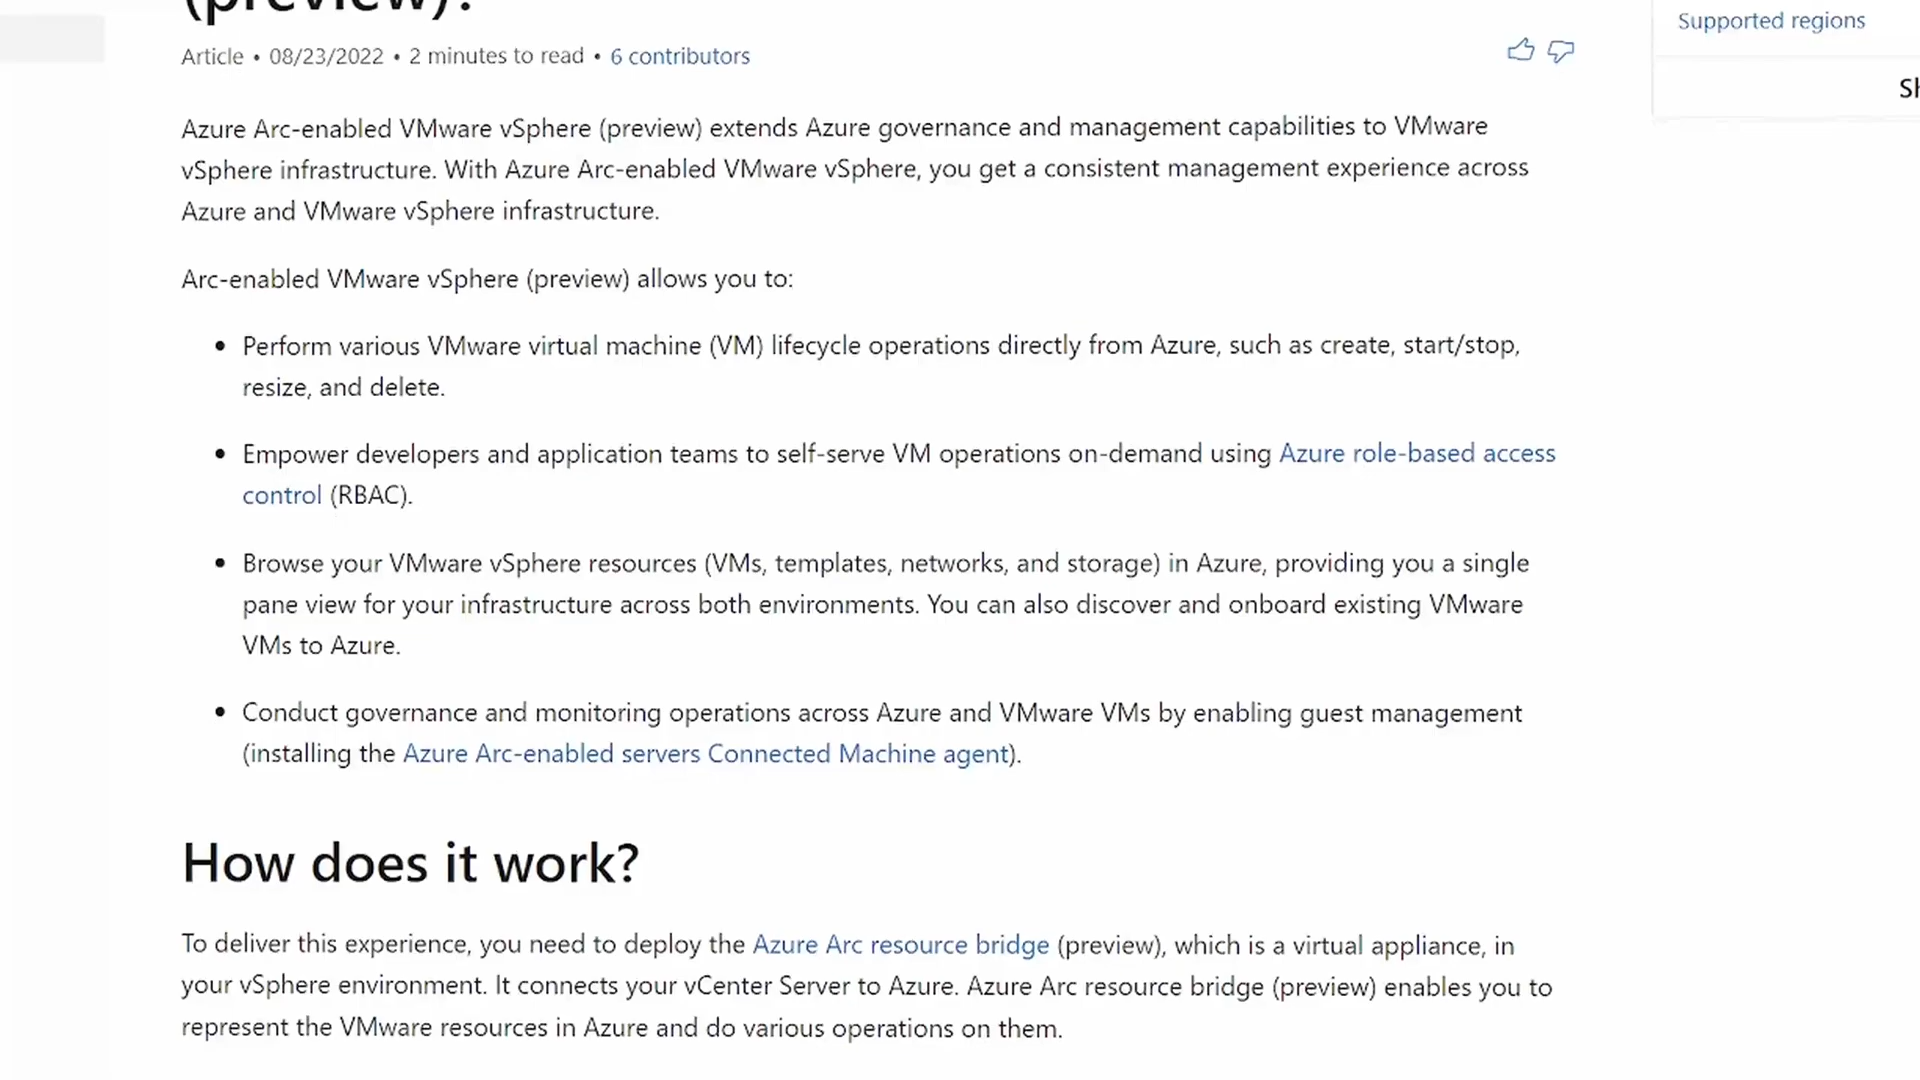 (preview)?
Supported regions
Article • 08/23/2022 • 2 minutes to read • 6 contributors
Azure Arc-enabled VMware vSphere (preview) extends Azure governance and management capabilities to VMware
vSphere infrastructure. With Azure Arc-enabled VMware vSphere, you get a consistent management experience across
Azure and VMware vSphere infrastructure.
Arc-enabled VMware vSphere (preview) allows you to:
• Perform various VMware virtual machine (VM) lifecycle operations directly from Azure, such as create, start/stop,
resize, and delete.
• Empower developers and application teams to self-serve VM operations on-demand using Azure role-based access
control (RBAC).
• Browse your VMware vSphere resources (VMs, templates, networks, and storage) in Azure, providing you a single
pane view for your infrastructure across both environments. You can also discover and onboard existing VMware
VMs to Azure.
• Conduct governance and monitoring operations across Azure and VMware VMs by enabling guest management
(installing the Azure Arc-enabled servers Connected Machine agent).
How does it work?
To deliver this experience, you need to deploy the Azure Arc resource bridge (preview), which is a virtual appliance, in
your vSphere environment. It connects your vCenter Server to Azure. Azure Arc resource bridge (preview) enables you to
represent the VMware resources in Azure and do various operations on them.